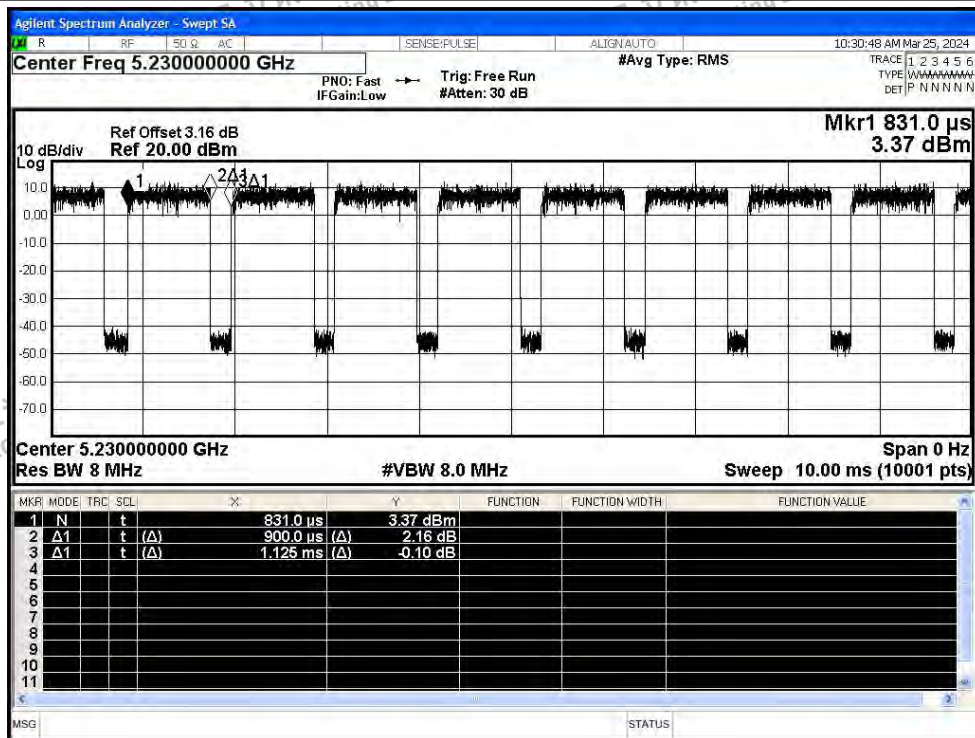 Agilent Spectrum Analyzer - Swept SA
R RF 50 Ω AC SENSE:PULSE ALIGNAUTO 10:30:48 AM Mar 25, 2024
Center Freq 5.230000000 GHz #Avg Type: RMS TRACE 1 2 3 4 5 6
PNO: Fast Trig: Free Run TYPE WWWWWW
IFGain:Low #Atten: 30 dB DET P N N N N N
Mkr1 831.0 µs
Ref Offset 3.16 dB
10 dB/div Ref 20.00 dBm 3.37 dBm
Log
1 2Δ1 3Δ1
10.0
0.00
-10.0
-20.0
-30.0
-40.0
-50.0
-60.0
-70.0
Center 5.230000000 GHz Span 0 Hz
Res BW 8 MHz #VBW 8.0 MHz Sweep 10.00 ms (10001 pts)
MKR MODE TRC SCL X Y FUNCTION FUNCTION WIDTH FUNCTION VALUE
1 N t 831.0 µs 3.37 dBm
2 Δ1 t (Δ) 900.0 µs (Δ) 2.16 dB
3 Δ1 t (Δ) 1.125 ms (Δ) -0.10 dB
4
5
6
7
8
9
10
11
MSG STATUS